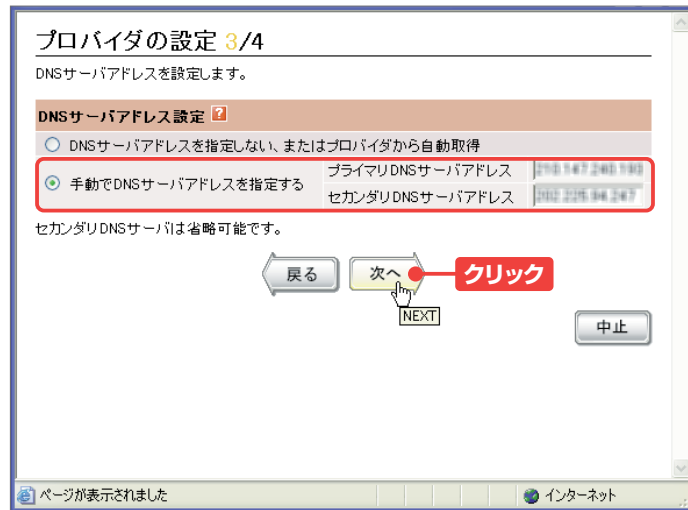 プロバイダの設定 3/4
DNSサーバアドレスを設定します。
DNSサーバアドレス設定 ?
DNSサーバアドレスを指定しない、またはプロバイダから自動取得
手動でDNSサーバアドレスを指定する
プライマリDNSサーバアドレス
セカンダリDNSサーバアドレス
セカンダリDNSサーバは省略可能です。
戻る 次へ クリック
NEXT
中止
ページが表示されました インターネット